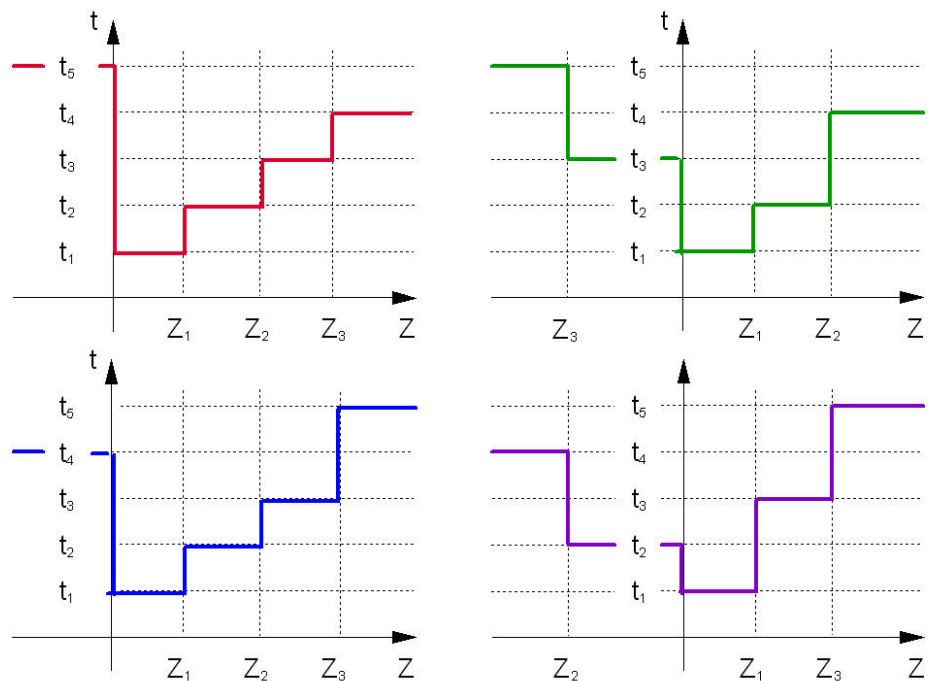 t
t₅
t₄
t₃
t₂
t₁
Z₁ Z₂ Z₃ Z
t₅
t₄
t₃
t₂
t₁
Z₃ Z₁ Z₂ Z
t
t₅
t₄
t₃
t₂
t₁
Z₁ Z₂ Z₃ Z
t₅
t₄
t₃
t₂
t₁
Z₂ Z₁ Z₃ Z